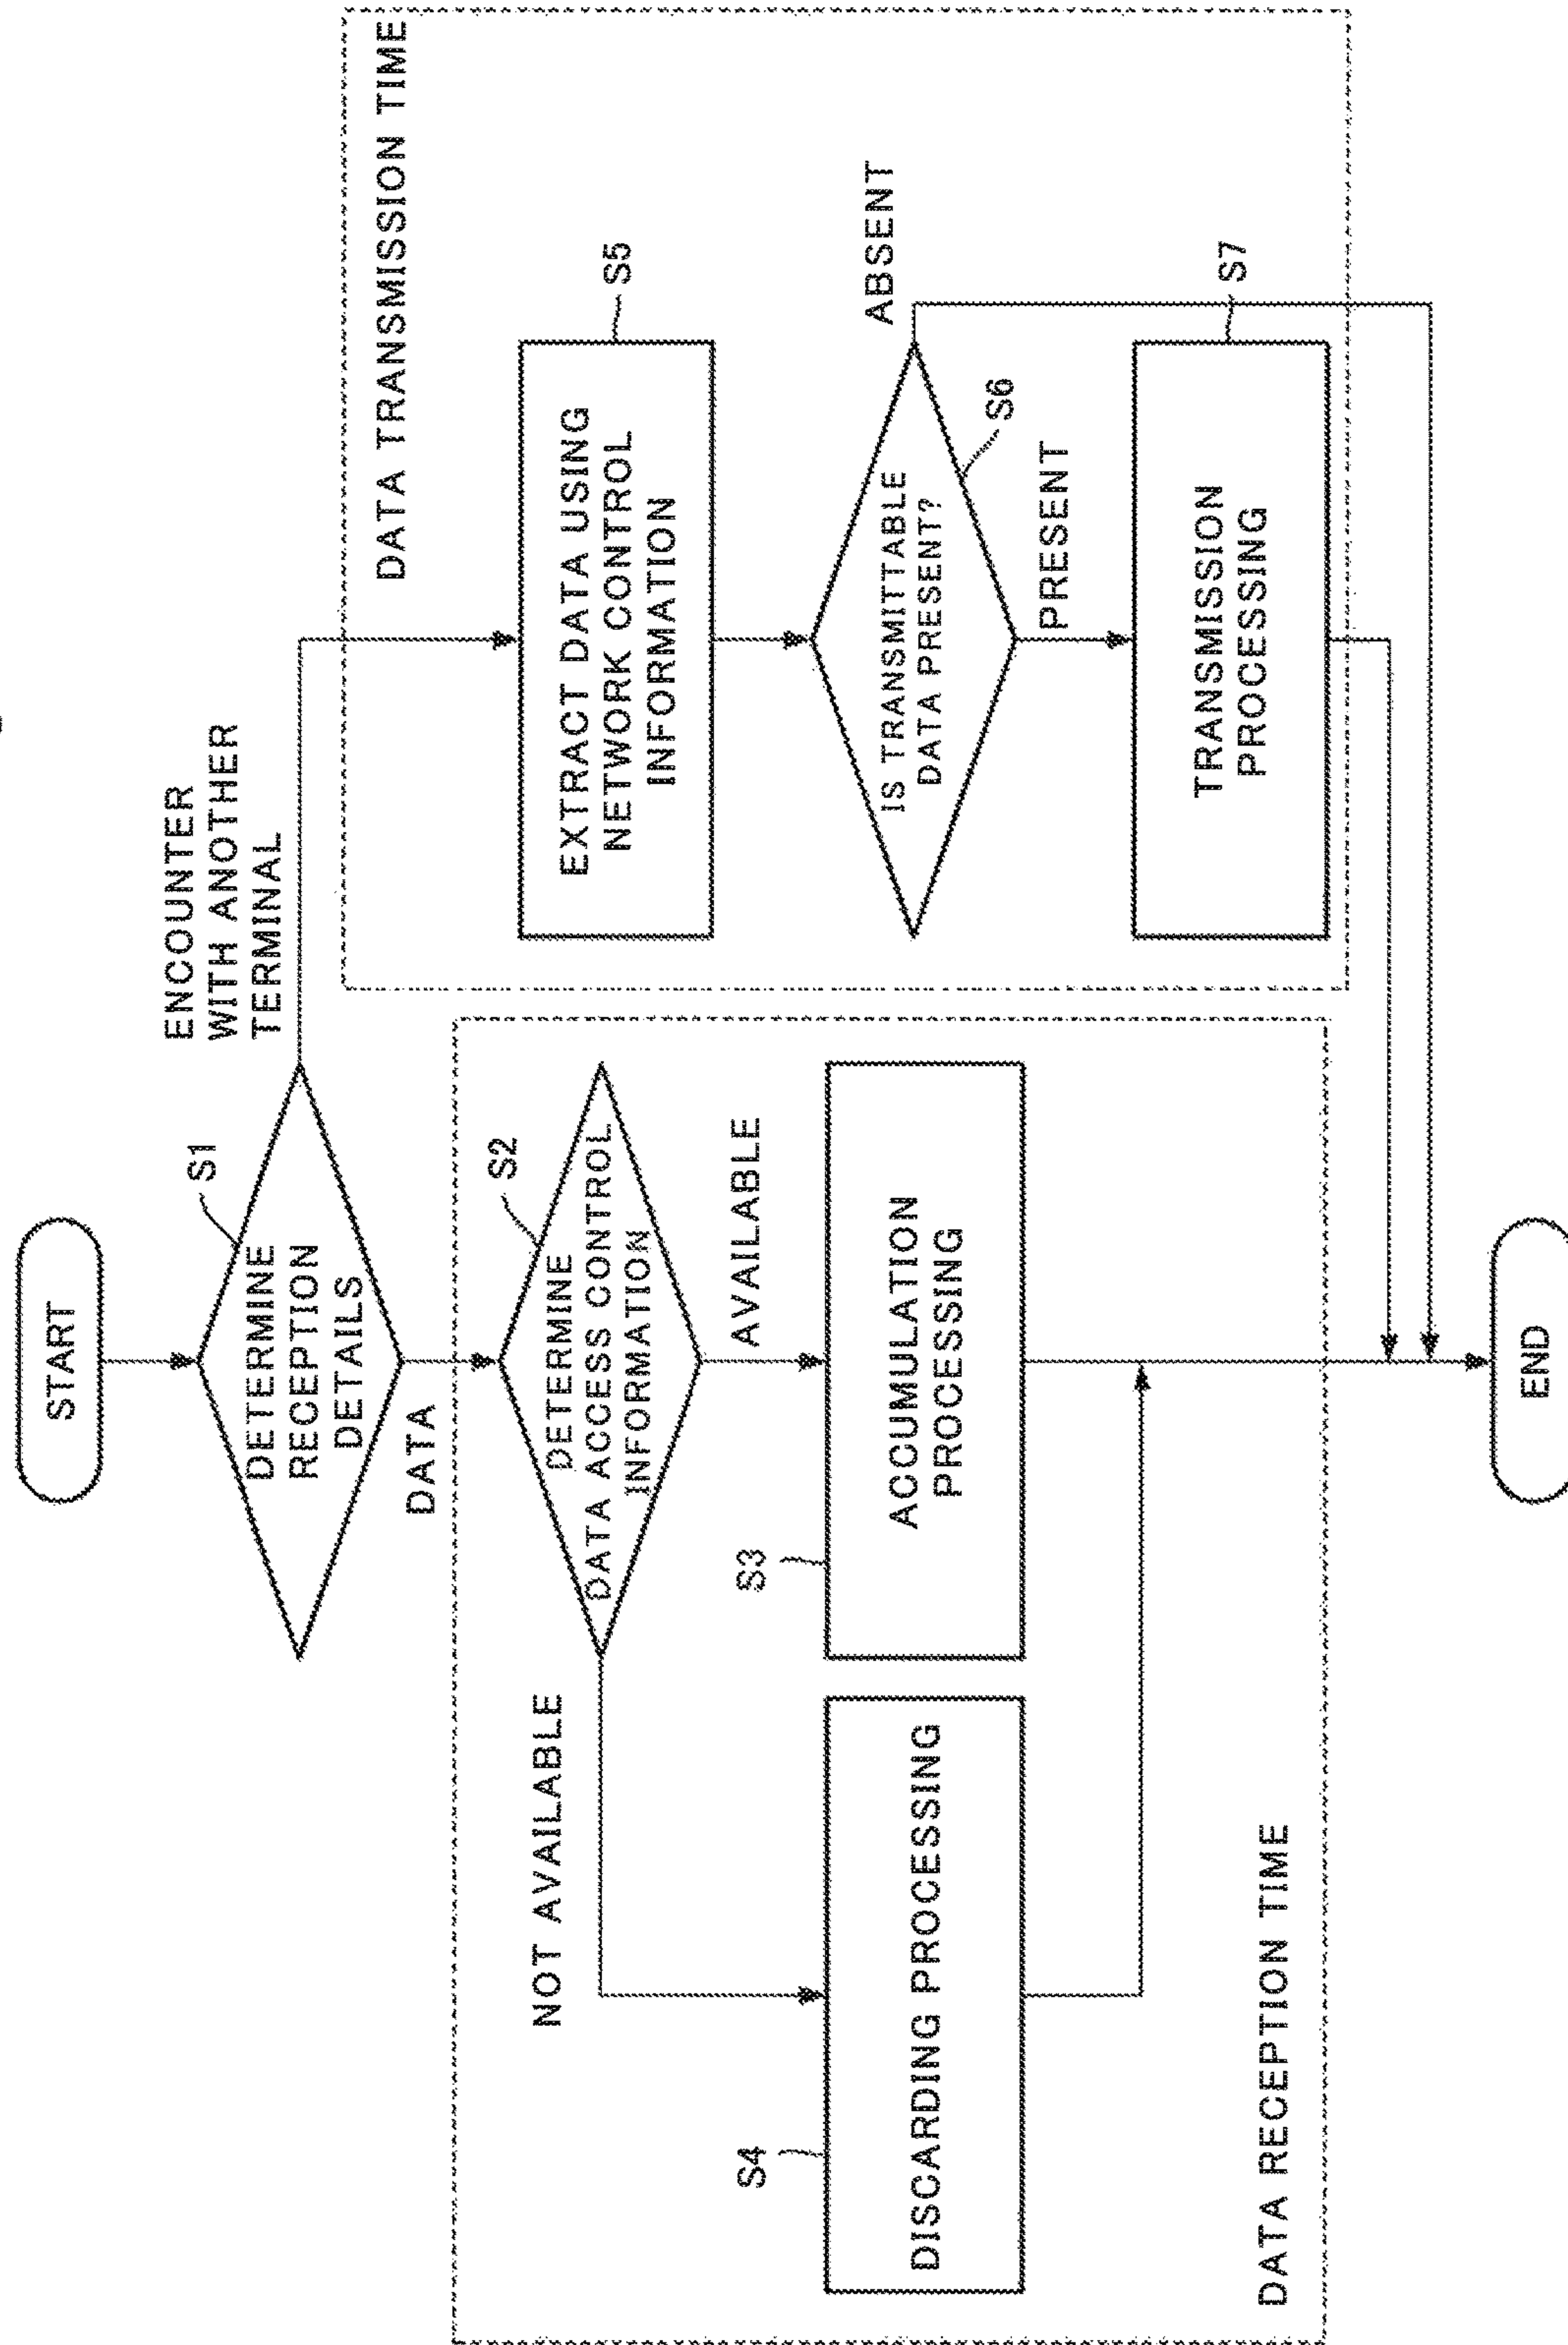 START
S1
DETERMINE
RECEPTION
DETAILS
ENCOUNTER
WITH ANOTHER
TERMINAL
DATA
DATA TRANSMISSION TIME
S2
DETERMINE
DATA ACCESS CONTROL
INFORMATION
NOT AVAILABLE
AVAILABLE
S3
ACCUMULATION
PROCESSING
S4
DISCARDING PROCESSING
DATA RECEPTION TIME
S5
EXTRACT DATA USING
NETWORK CONTROL
INFORMATION
IS TRANSMITTABLE
DATA PRESENT?
S6
ABSENT
PRESENT
S7
TRANSMISSION
PROCESSING
END